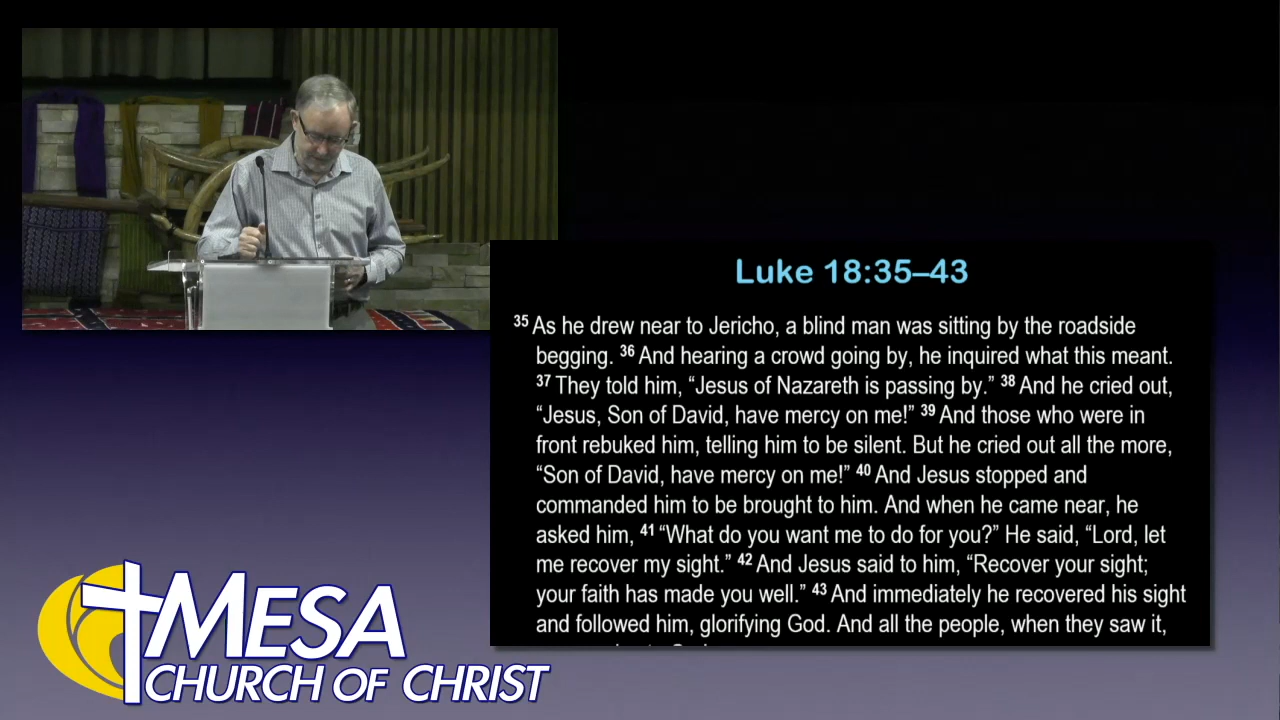 Luke 18:35–43
35 As he drew near to Jericho, a blind man was sitting by the roadside
begging. 36 And hearing a crowd going by, he inquired what this meant.
37 They told him, “Jesus of Nazareth is passing by.” 38 And he cried out,
“Jesus, Son of David, have mercy on me!” 39 And those who were in
front rebuked him, telling him to be silent. But he cried out all the more,
“Son of David, have mercy on me!” 40 And Jesus stopped and
commanded him to be brought to him. And when he came near, he
asked him, 41 “What do you want me to do for you?” He said, “Lord, let
me recover my sight.” 42 And Jesus said to him, “Recover your sight;
your faith has made you well.” 43 And immediately he recovered his sight
and followed him, glorifying God. And all the people, when they saw it,
MESA
CHURCH OF CHRIST